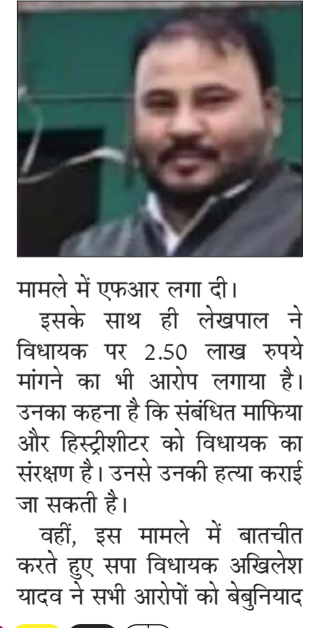 मामले में एफआर लगा दी।
इसके साथ ही लेखपाल ने
विधायक पर 2.50 लाख रुपये
मांगने का भी आरोप लगाया है।
उनका कहना है कि संबंधित माफिया
और हिस्ट्रीशीटर को विधायक का
संरक्षण है। उनसे उनकी हत्या कराई
जा सकती है।
वहीं, इस मामले में बातचीत
करते हुए सपा विधायक अखिलेश
यादव ने सभी आरोपों को बेबुनियाद